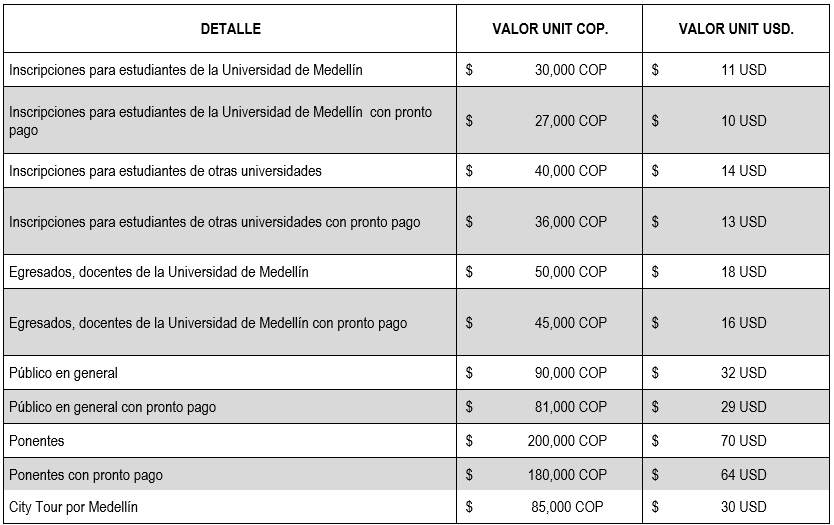 DETALLE VALOR UNIT COP. VALOR UNIT USD.
Inscripciones para estudiantes de la Universidad de Medellín $ 30,000 COP $ 11 USD
Inscripciones para estudiantes de la Universidad de Medellín con pronto
pago $ 27,000 COP $ 10 USD
Inscripciones para estudiantes de otras universidades $ 40,000 COP $ 14 USD
Inscripciones para estudiantes de otras universidades con pronto pago $ 36,000 COP $ 13 USD
Egresados, docentes de la Universidad de Medellín $ 50,000 COP $ 18 USD
Egresados, docentes de la Universidad de Medellín con pronto pago $ 45,000 COP $ 16 USD
Público en general $ 90,000 COP $ 32 USD
Público en general con pronto pago $ 81,000 COP $ 29 USD
Ponentes $ 200,000 COP $ 70 USD
Ponentes con pronto pago $ 180,000 COP $ 64 USD
City Tour por Medellín $ 85,000 COP $ 30 USD